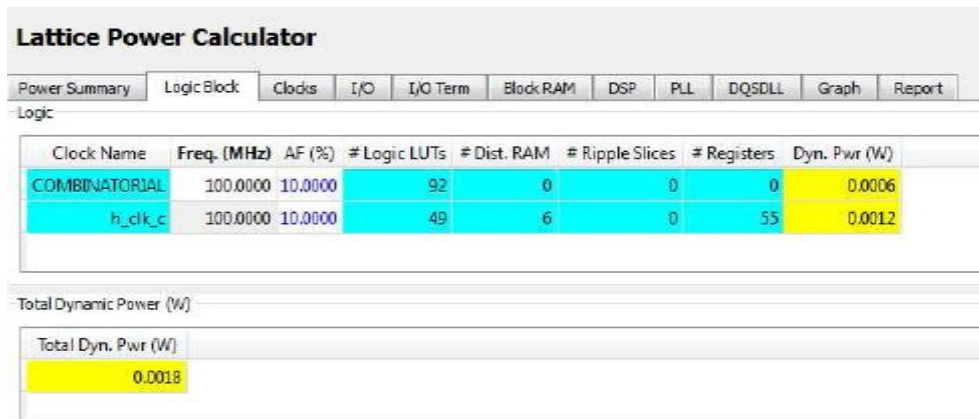 Lattice Power Calculator
Power Summary Logic Block Clocks I/O I/O Term Block RAM DSP PLL DQSDLL Graph Report
Logic
Clock Name Freq. (MHz) AF (%) # Logic LUTs # Dist. RAM # Ripple Slices # Registers Dyn. Pwr (W)
COMBINATORIAL 100.0000 10.0000 92 0 0 0 0.0006
h_clk_c 100.0000 10.0000 49 6 0 55 0.0012
Total Dynamic Power (W)
Total Dyn. Pwr (W)
0.0018